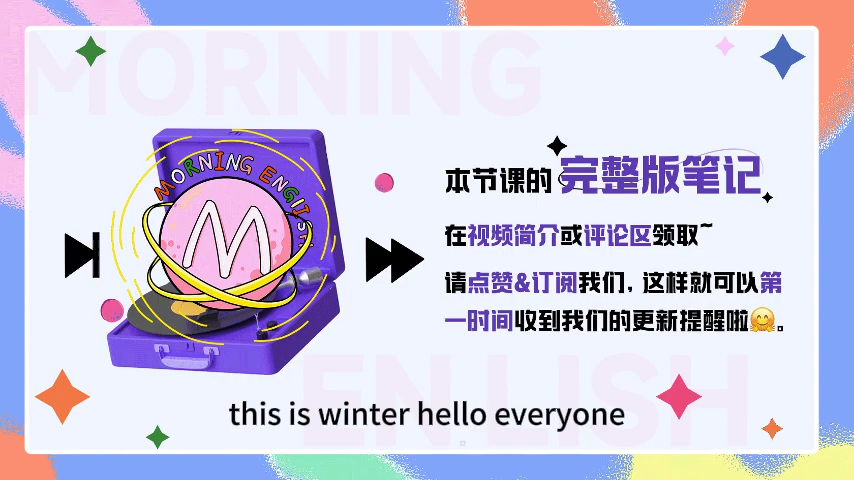 MORNING
MORNING ENGLISH
M
本节课的 完整版笔记
在视频简介或评论区领取~
请点赞&订阅我们,这样就可以第
一时间收到我们的更新提醒啦🤗。
EN LISH
this is winter hello everyone